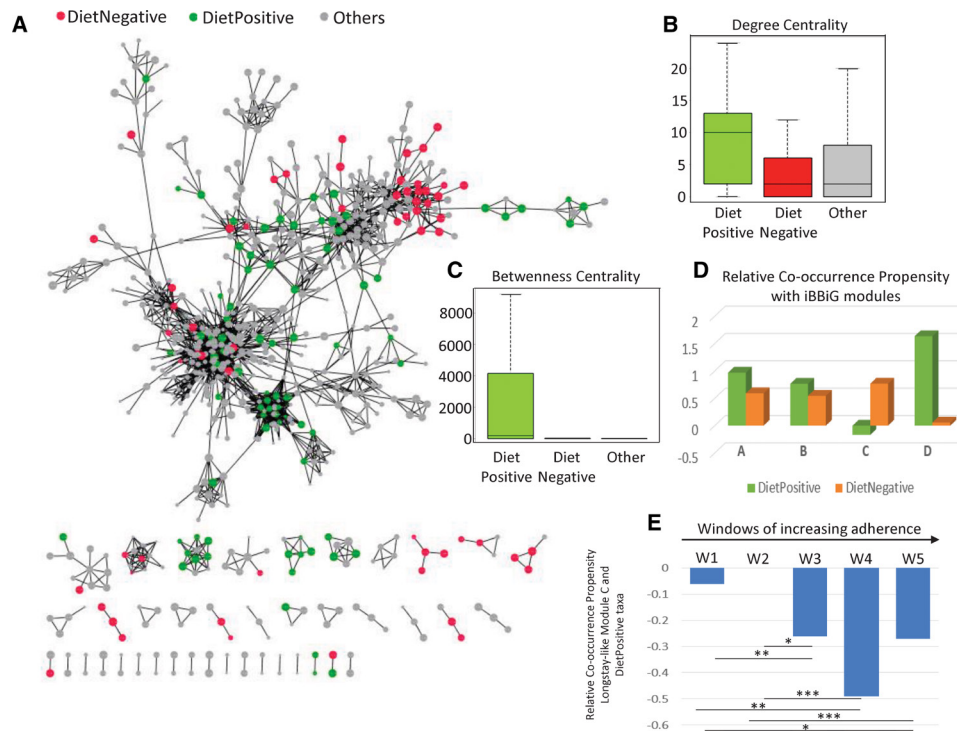 A
DietNegative DietPositive Others
B
Degree Centrality
20
15
10
5
0
Diet Positive
Diet Negative
Other
C
Betwenness Centrality
8000
6000
4000
2000
0
Diet Positive
Diet Negative
Other
D
Relative Co-occurrence Propensity
with iBBiG modules
2
1.5
1
0.5
0
-0.5
A B C D
DietPositive DietNegative
E
Windows of increasing adherence
W1 W2 W3 W4 W5
Relative Co-occurrence Propensity
Longstay-like Module C and
DietPositive taxa
0
-0.1
-0.2
-0.3
-0.4
-0.5
-0.6
*
**
***
**
***
*